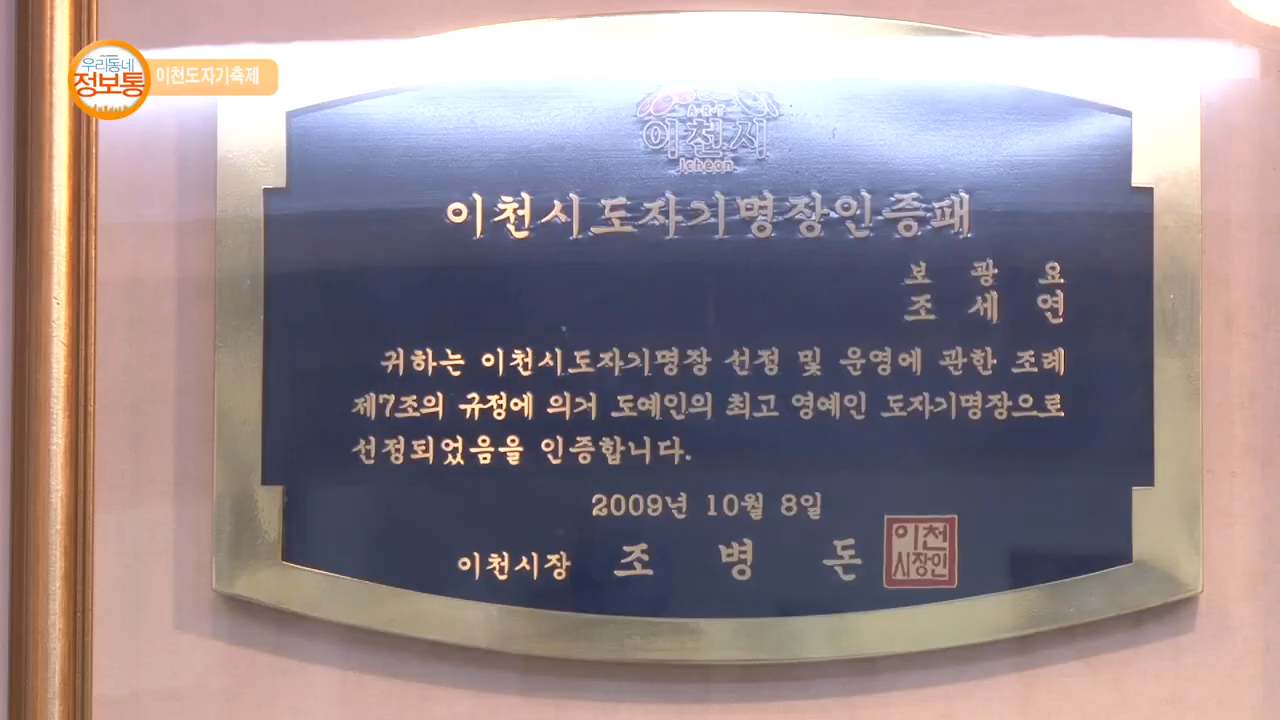 우리동네
정보통
이천도자기축제
ART
이천시
Icheon
이천시도자기명장인증패
보 광 요
조 세 연
귀하는 이천시도자기명장 선정 및 운영에 관한 조례
제7조의 규정에 의거 도예인의 최고 영예인 도자기명장으로
선정되었음을 인증합니다.
2009년 10월 8일
이천시장 조 병 돈
이천
시장인